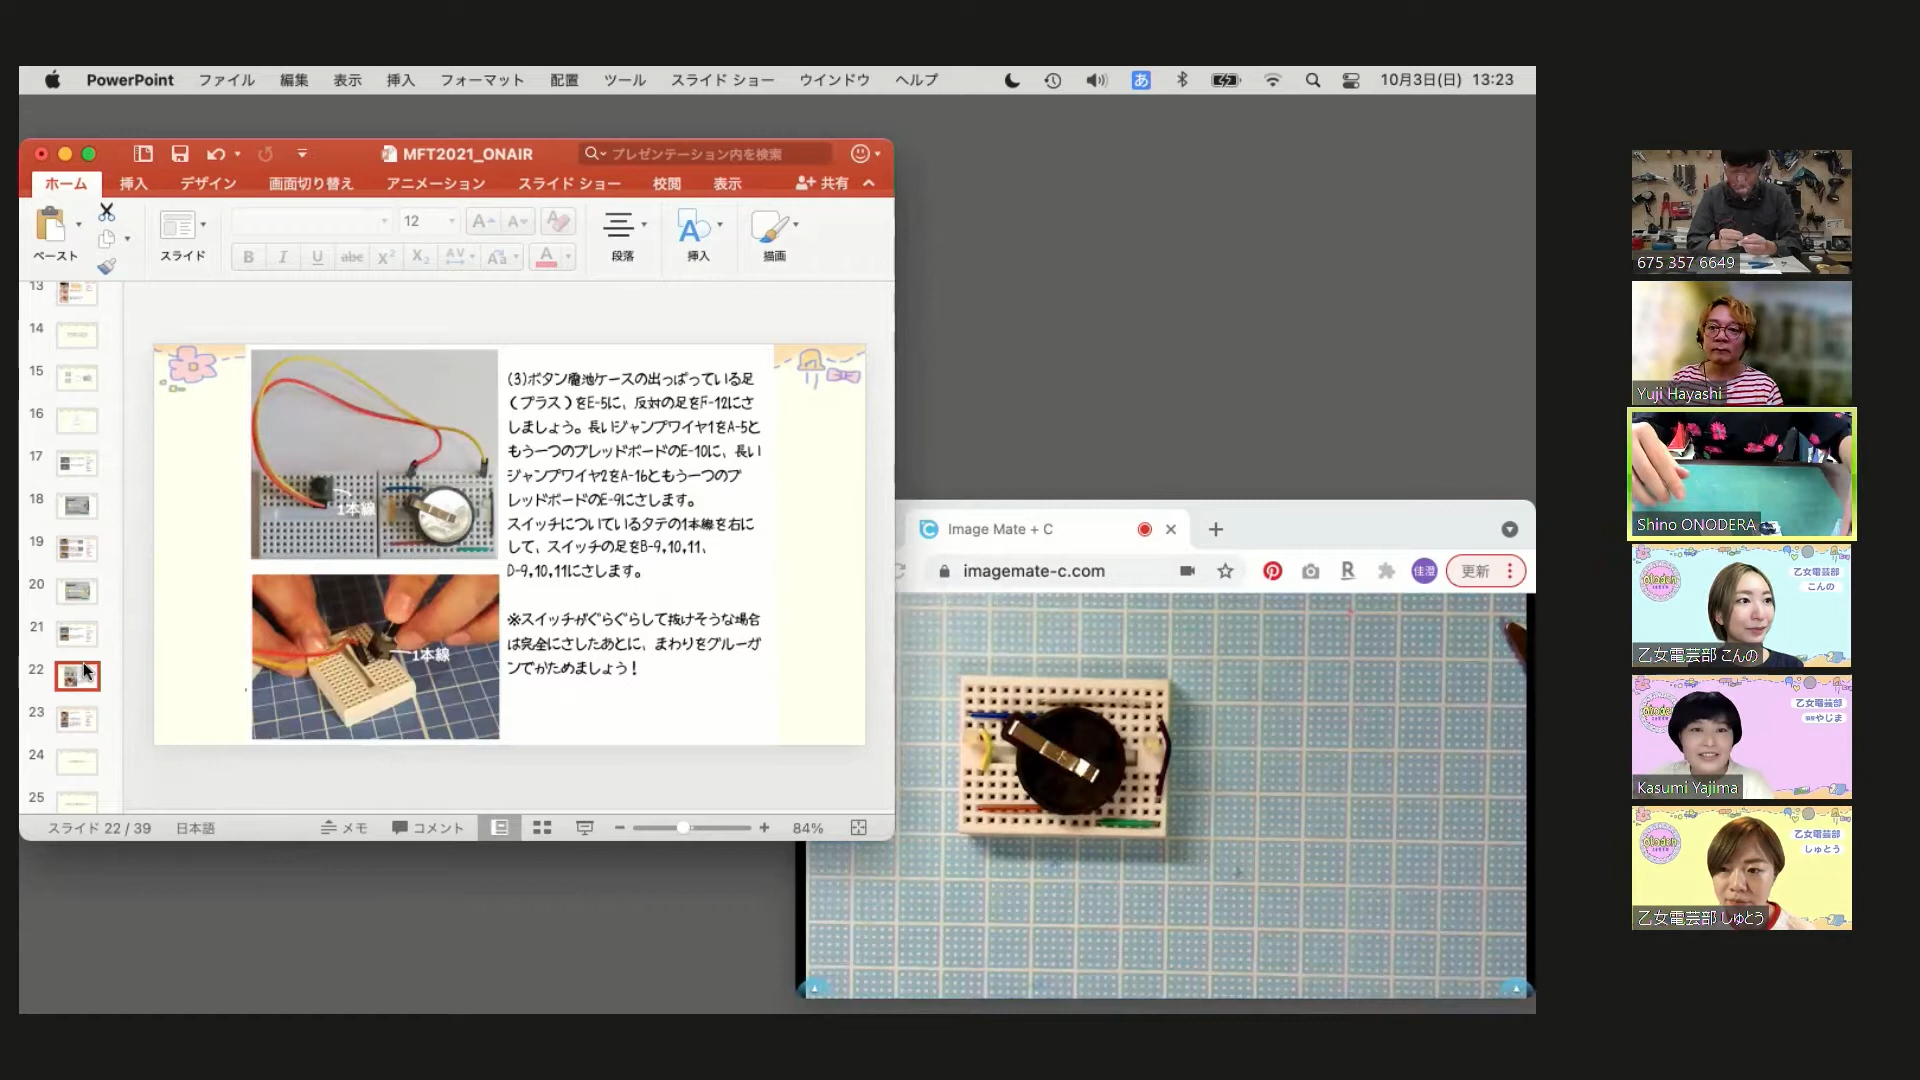 PowerPoint ファイル 編集 表示 挿入 フォーマット 配置 ツール スライド ショー ウインドウ ヘルプ あ 10月3日(日) 13:23
MFT2021_ONAIR プレゼンテーション内を検索
ホーム 挿入 デザイン 画面切り替え アニメーション スライド ショー 校閲 表示 共有
12
ペースト スライド B I U abc X² X₂ AV Aa A 段落 挿入 描画
13
14
15
16
17
18
19
20
21
22
23
24
25
(3)ボタン電池ケースの出っぱっている足
(プラス)をE-5に、反対の足をF-12にさ
しましょう。長いジャンプワイヤ1をA-5と
もう一つのブレッドボードのE-10に、長い
ジャンプワイヤ2をA-16ともう一つのブ
レッドボードのE-9にさします。
スイッチについているタテの1本線を右に
して、スイッチの足をB-9,10,11、
D-9,10,11にさします。
※スイッチがぐらぐらして抜けそうな場合
は完全にさしたあとに、まわりをグルーガ
ンでかためましょう!
1本線
1本線
スライド 22 / 39 日本語 メモ コメント 84%
Image Mate + C
imagemate-c.com 佳澄 更新
675 357 6649
Yuji Hayashi
Shino ONODERA
乙女電芸部
こんの
乙女電芸部 こんの
乙女電芸部
やじま
Kasumi Yajima
乙女電芸部
しゅとう
乙女電芸部 しゅとう